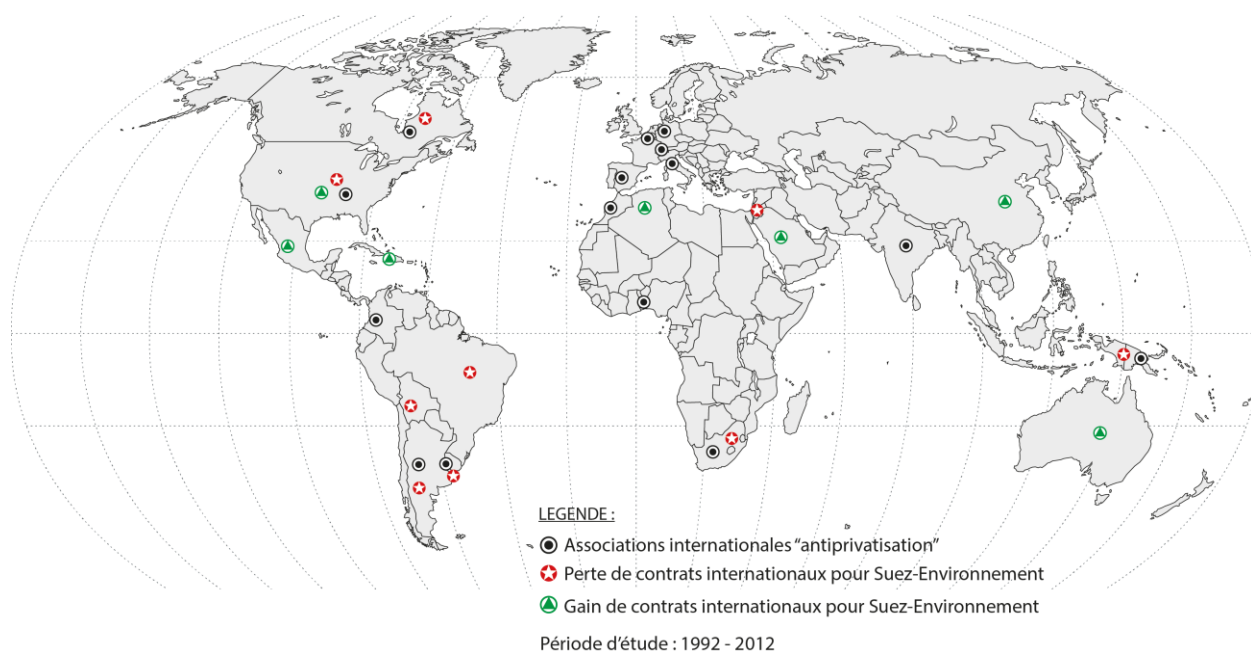 LEGENDE :
Associations internationales “antiprivatisation”
Perte de contrats internationaux pour Suez-Environnement
Gain de contrats internationaux pour Suez-Environnement
Période d'étude : 1992 - 2012